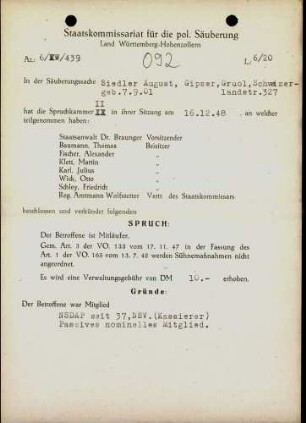 Staatskommissariat für die pol. Säuberung
Land Württemberg-Hohenzollern
Az. 6/XV/439
092
L 6/20
In der Säuberungssache Siedler August, Gipser, Gruol, Schweizer-
geb.7.9.01 landstr.327
II
hat die Spruchkammer in ihrer Sitzung am 16.12.48 , an welcher
teilgenommen haben:
Staatsanwalt Dr. Braunger Vorsitzender
Baumann, Thomas Beisitzer
Fischer, Alexander "
Klett, Martin "
Karl, Julius "
Wick, Otto "
Schley, Friedrich "
Reg. Amtmann Wolfsutter Vertr. des Staatskommissars
beschlossen und verkündet folgenden
SPRUCH:
Der Betroffene ist Mitläufer.
Gem. Art. 3 der VO. 133 vom 17. 11. 47 in der Fassung des
Art. 1 der VO. 165 vom 13. 7. 48 werden Sühnemaßnahmen nicht
angeordnet.
Es wird eine Verwaltungsgebühr von DM 10.- erhoben.
Gründe:
Der Betroffene war Mitglied
NSDAP seit 37, NSV.(Kassierer)
Passives nominelles Mitglied.